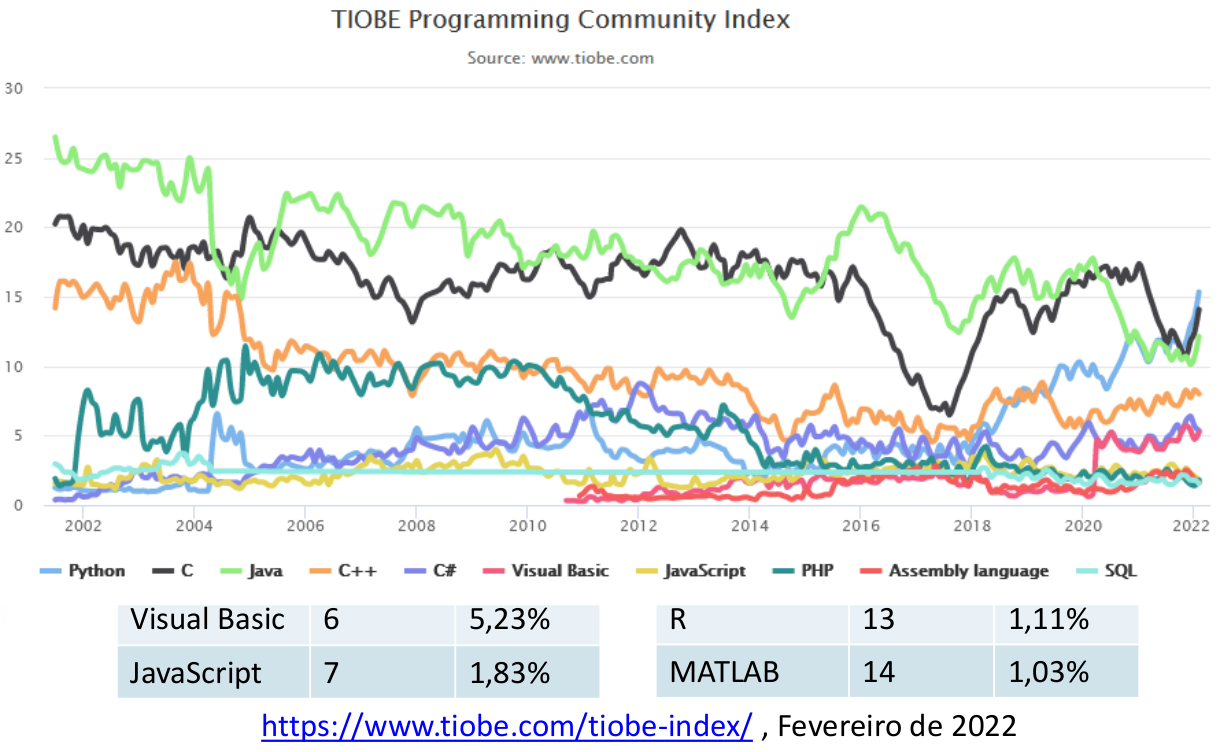 TIOBE Programming Community Index
Source: www.tiobe.com
30
25
20
15
10
5
0
2002 2004 2006 2008 2010 2012 2014 2016 2018 2020 2022
Python C Java C++ C# Visual Basic JavaScript PHP Assembly language SQL
Visual Basic 6 5,23% R 13 1,11%
JavaScript 7 1,83% MATLAB 14 1,03%
https://www.tiobe.com/tiobe-index/ , Fevereiro de 2022